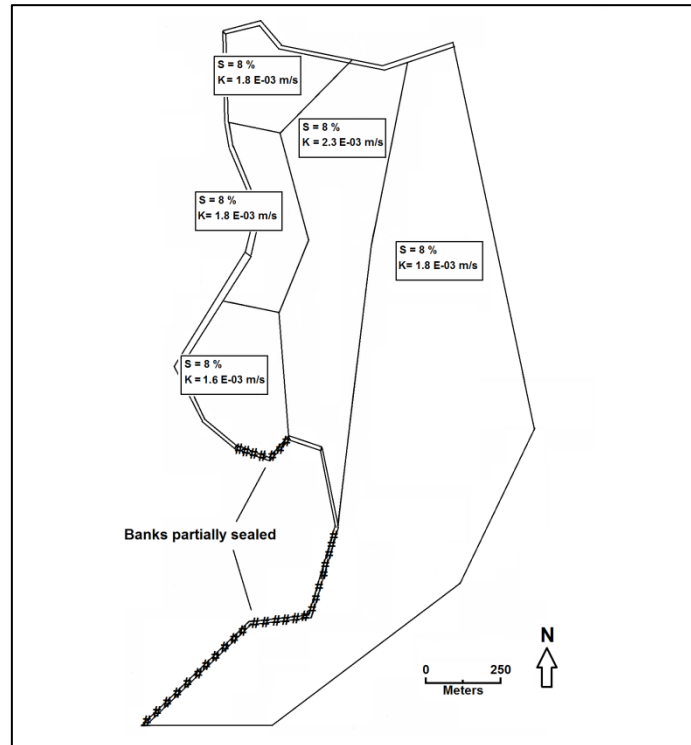 S = 8 %
K= 1.8 E-03 m/s
S = 8 %
K = 2.3 E-03 m/s
S = 8 %
K= 1.8 E-03 m/s
S = 8 %
K= 1.8 E-03 m/s
S = 8 %
K = 1.6 E-03 m/s
Banks partially sealed
N
0 250
Meters